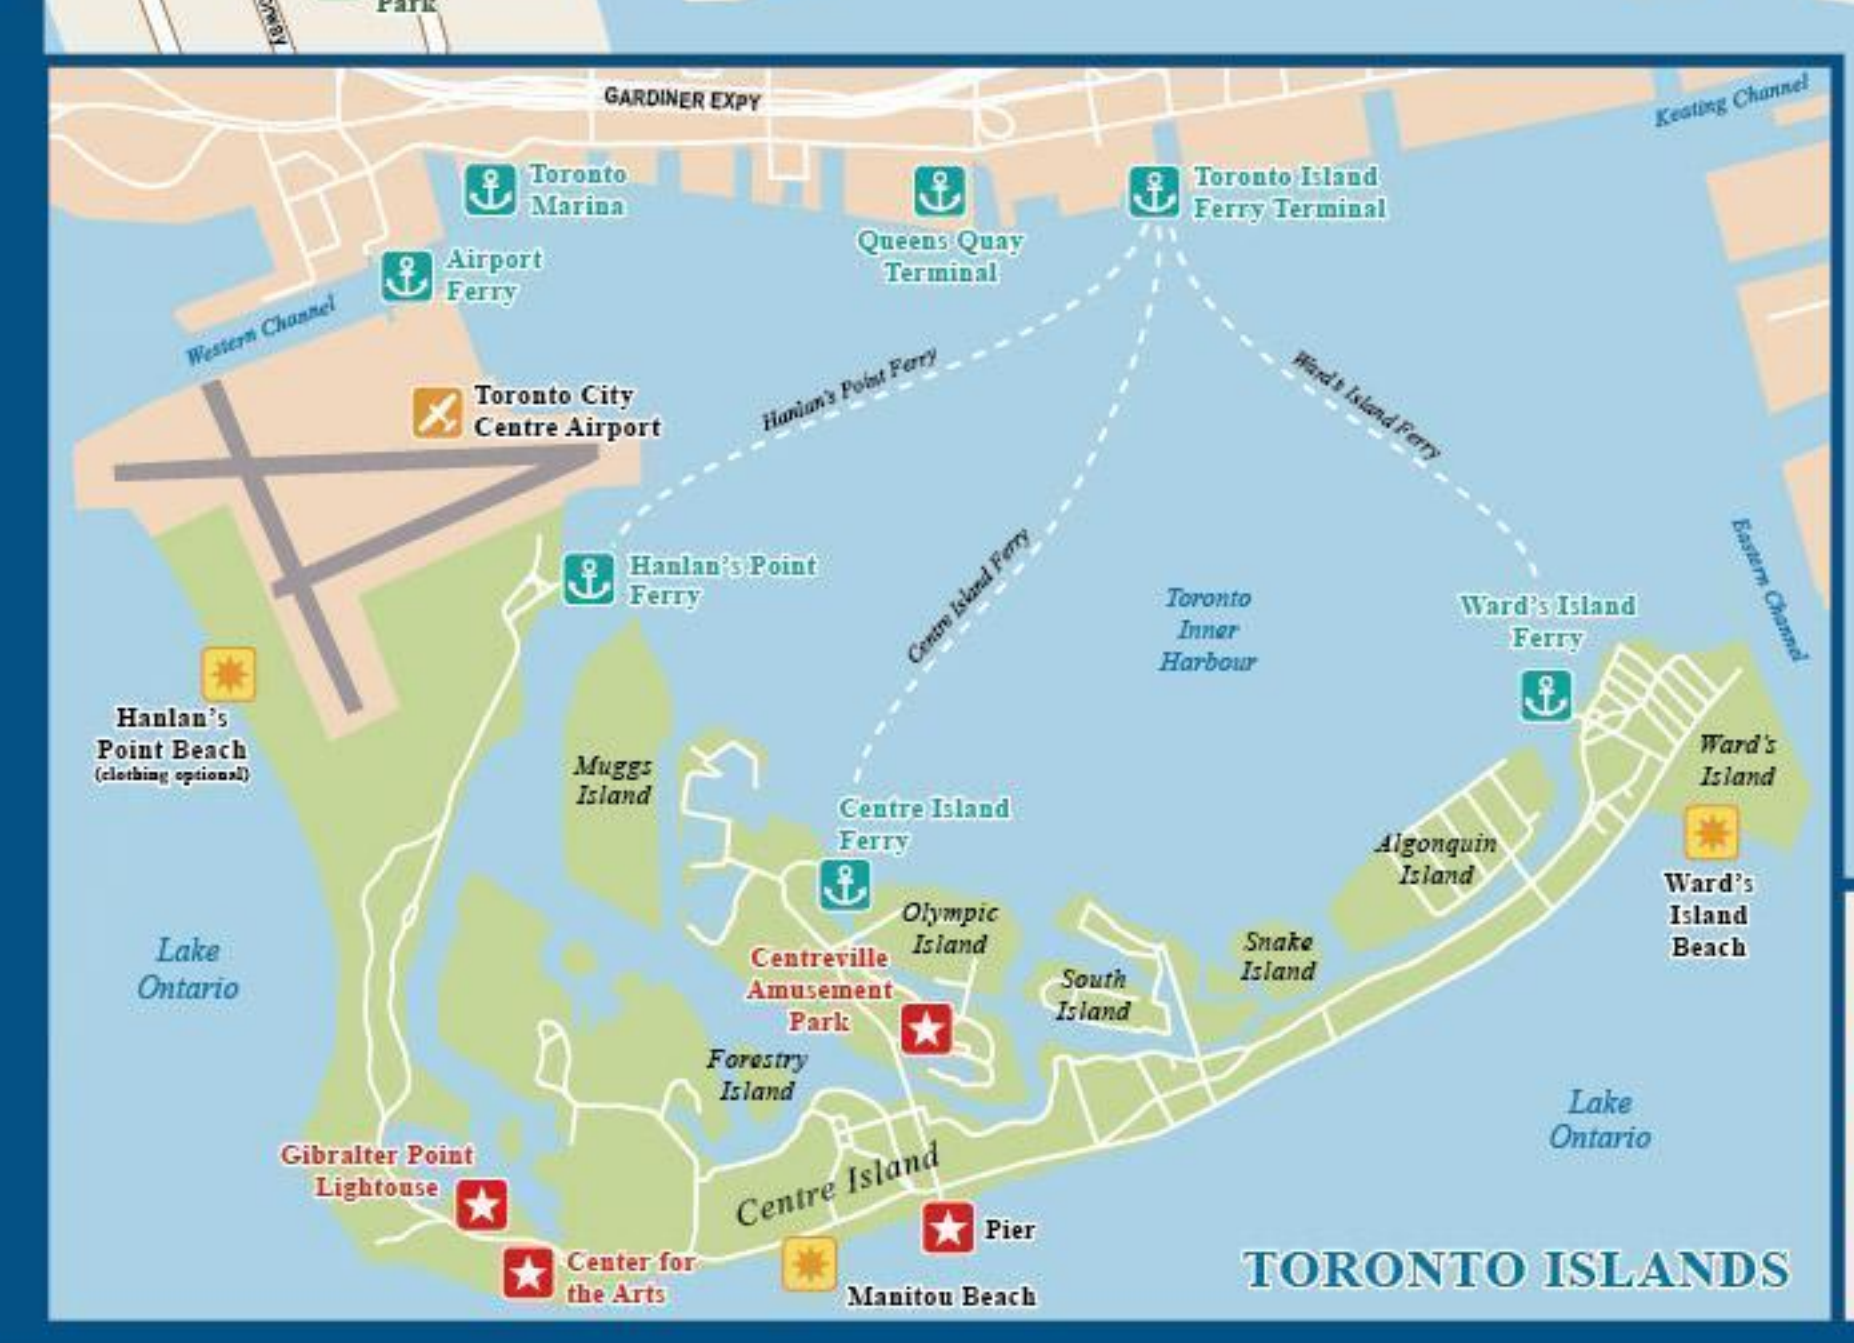 Park
GARDINER EXPY
Keating Channel
Toronto
Marina
Toronto Island
Ferry Terminal
Queens Quay
Terminal
Airport
Ferry
Western Channel
Toronto City
Centre Airport
Hanlan's Point Ferry
Ward's Island Ferry
Centre Island Ferry
Eastern Channel
Hanlan's Point
Ferry
Toronto
Inner
Harbour
Ward's Island
Ferry
Hanlan's
Point Beach
(clothing optional)
Muggs
Island
Ward's
Island
Centre Island
Ferry
Algonquin
Island
Ward's
Island
Beach
Olympic
Island
Lake
Ontario
Centreville
Amusement
Park
Snake
Island
South
Island
Forestry
Island
Lake
Ontario
Gibralter Point
Lightouse
Centre Island
Pier
Center for
the Arts
Manitou Beach
TORONTO ISLANDS